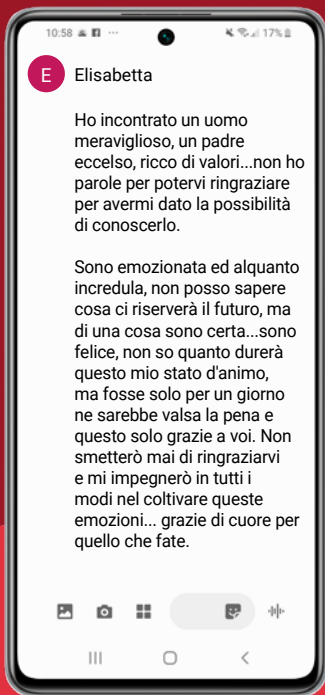 10:58 ... 17%
E Elisabetta
Ho incontrato un uomo
meraviglioso, un padre
eccelso, ricco di valori...non ho
parole per potervi ringraziare
per avermi dato la possibilità
di conoscerlo.
Sono emozionata ed alquanto
incredula, non posso sapere
cosa ci riserverà il futuro, ma
di una cosa sono certa...sono
felice, non so quanto durerà
questo mio stato d'animo,
ma fosse solo per un giorno
ne sarebbe valsa la pena e
questo solo grazie a voi. Non
smetterò mai di ringraziarvi
e mi impegnerò in tutti i
modi nel coltivare queste
emozioni... grazie di cuore per
quello che fate.